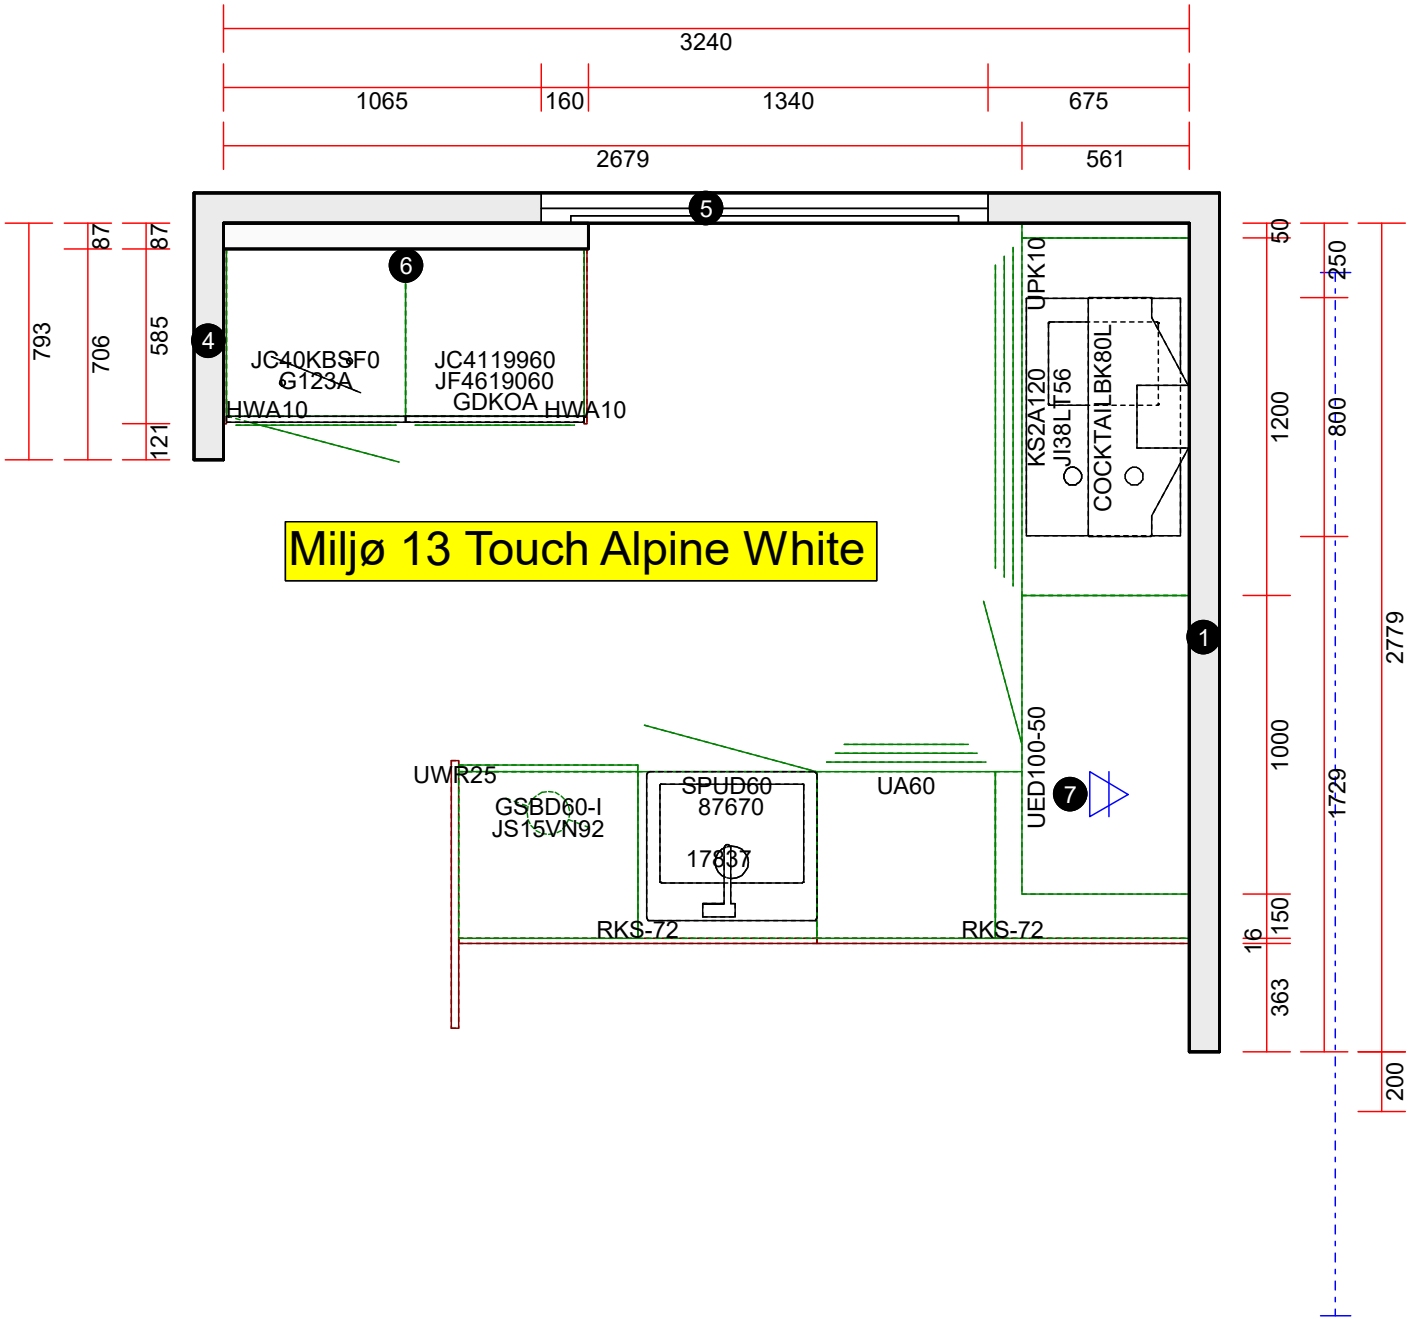 3240
1065 160 1340 675
2679 561
5
87 87
6
4
793 706 585
121
JC40KBSF0
G123A
HWA10
JC4119960
JF4619060
GDKOA
HWA10
UPK10
KS2A120
JI38LT56
COCKTAILBK80L
50
250
1200
800
Miljø 13 Touch Alpine White
1
2779
1000
1729
UED100-50
7
UWR25
GSBD60-I
JS15VN92
SPUD60
87670
17837
UA60
RKS-72
RKS-72
150
16
363
200